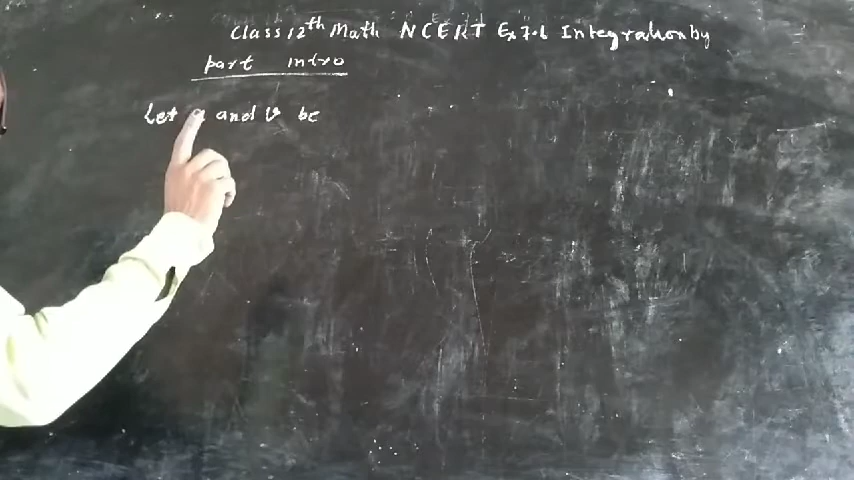 Class 12th Math NCERT Ex 7.6 Integration by
part intro
Let u and v be